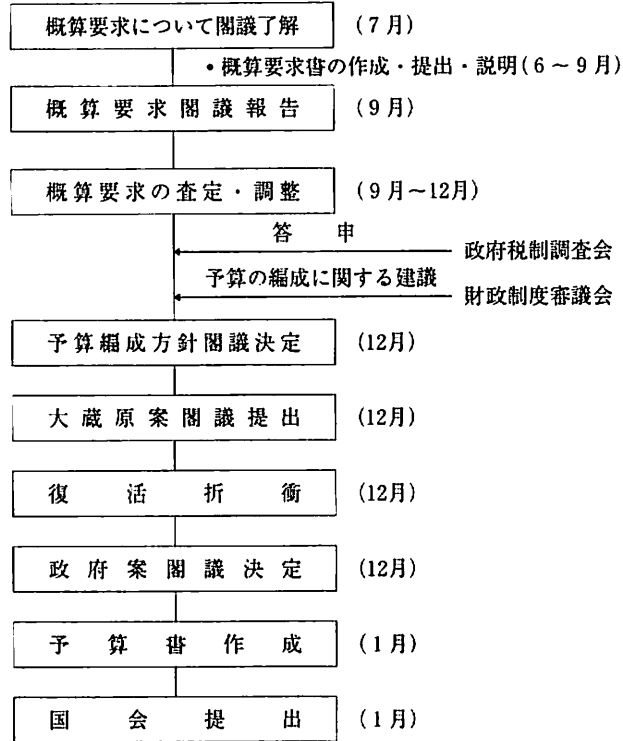 概算要求について閣議了解 (7月)
・概算要求書の作成・提出・説明(6～9月)
概算要求閣議報告 (9月)
概算要求の査定・調整 (9月～12月)
答申
政府税制調査会
予算の編成に関する建議
財政制度審議会
予算編成方針閣議決定 (12月)
大蔵原案閣議提出 (12月)
復活折衝 (12月)
政府案閣議決定 (12月)
予算書作成 (1月)
国会提出 (1月)